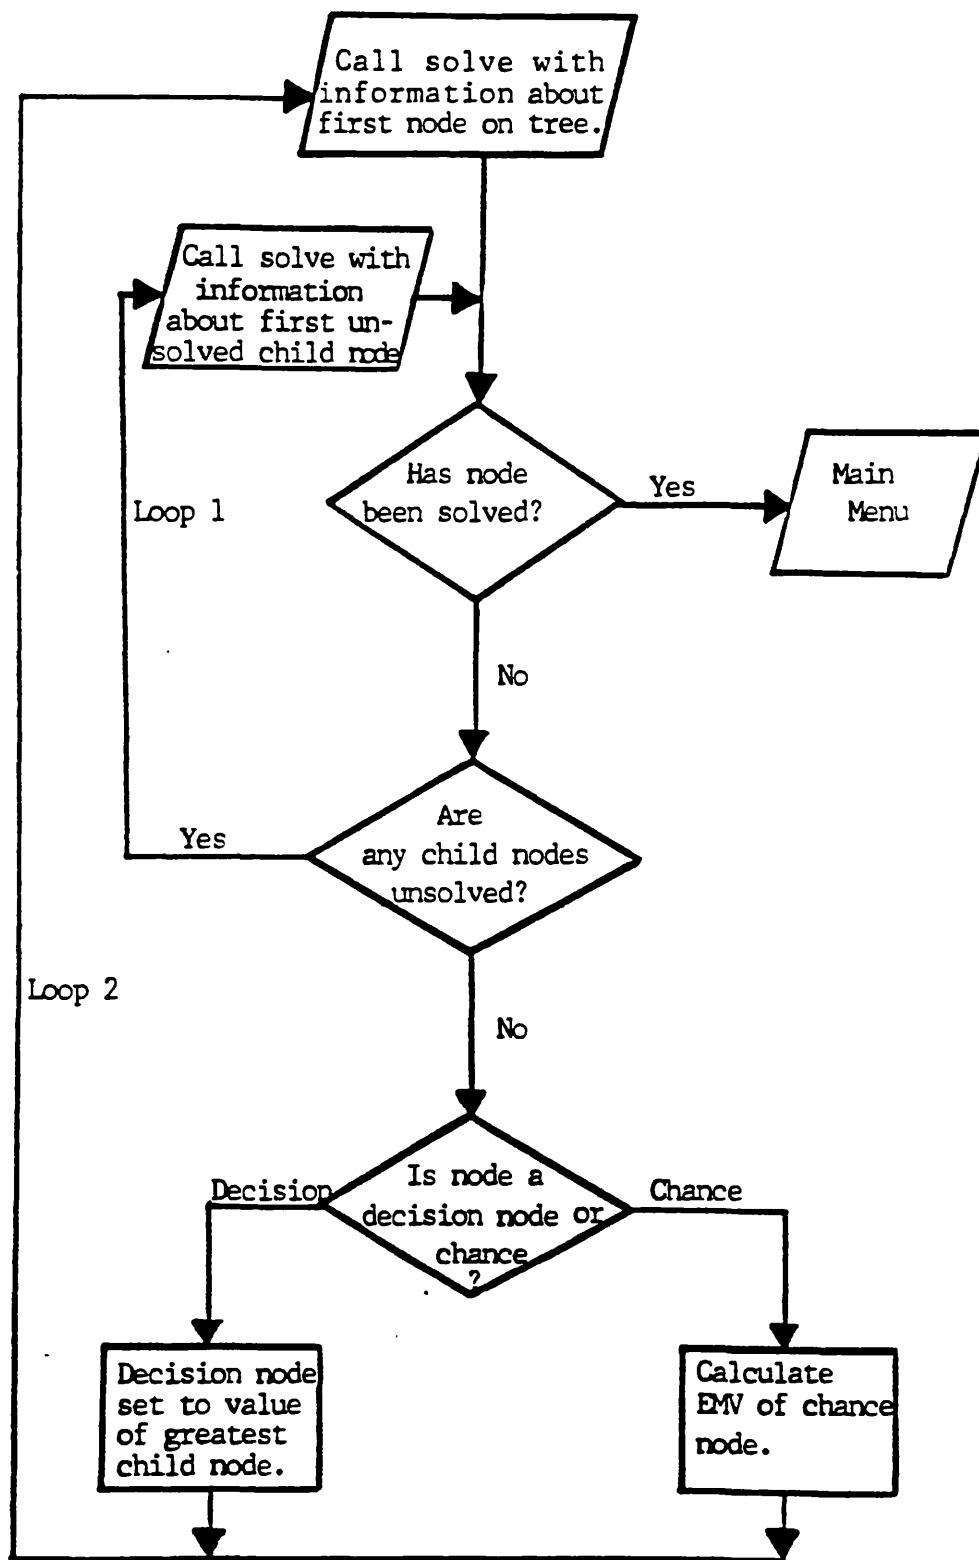 Call solve with
information about
first node on tree.
Call solve with
information
about first un-
solved child node
Has node
been solved?
Yes
Main
Menu
Loop 1
No
Are
any child nodes
unsolved?
Yes
Loop 2
No
Is node a
decision node or
chance
?
Decision
Chance
Decision node
set to value
of greatest
child node.
Calculate
EMV of chance
node.